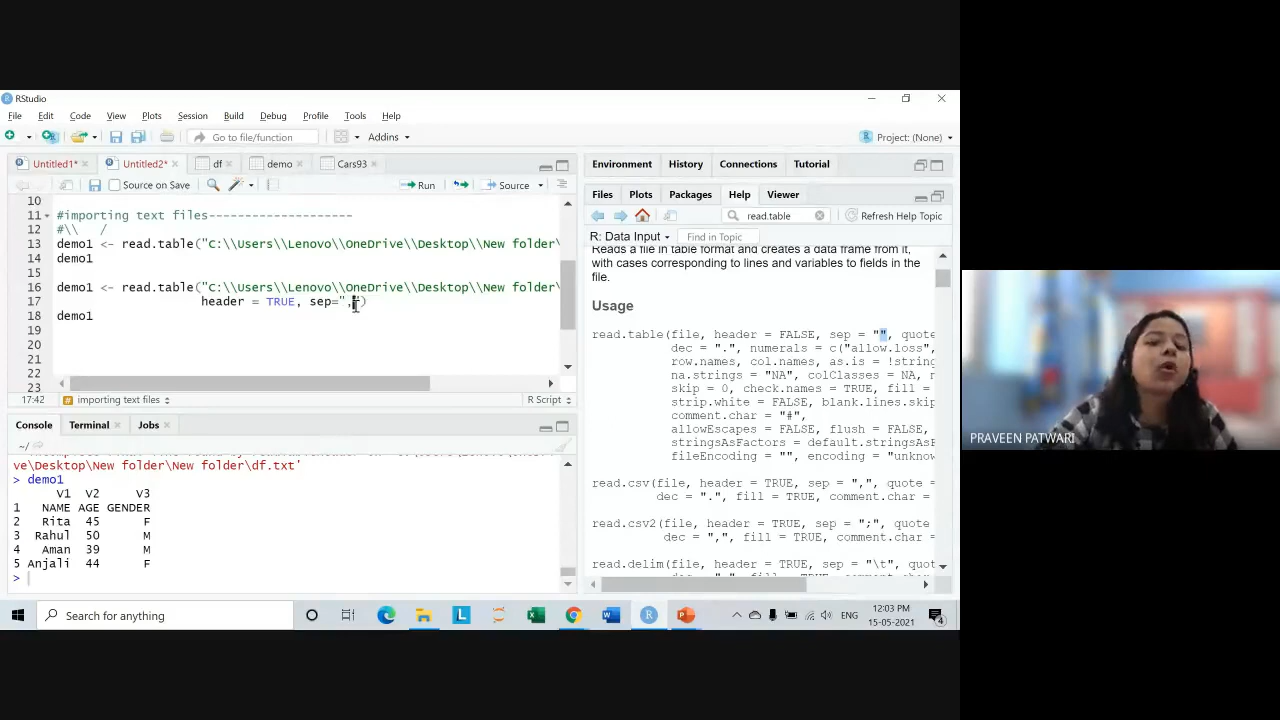 RStudio
File Edit Code View Plots Session Build Debug Profile Tools Help
Go to file/function Addins Project: (None)
Untitled1* Untitled2* df demo Cars93
Source on Save Run Source
10
11 #importing text files--------------------
12 #\\ /
13 demo1 <- read.table("C:\\Users\\Lenovo\\OneDrive\\Desktop\\New folder\
14 demo1
15
16 demo1 <- read.table("C:\\Users\\Lenovo\\OneDrive\\Desktop\\New folder\
17 header = TRUE, sep=",")
18 demo1
19
20
21
22
23
17:42 importing text files R Script
Console Terminal Jobs
~/
ve\Desktop\New folder\New folder\df.txt'
> demo1
V1 V2 V3
1 NAME AGE GENDER
2 Rita 45 F
3 Rahul 50 M
4 Aman 39 M
5 Anjali 44 F
>
Environment History Connections Tutorial
Files Plots Packages Help Viewer
read.table Refresh Help Topic
R: Data Input Find in Topic
Reads a file in table format and creates a data frame from it,
with cases corresponding to lines and variables to fields in the
file.
Usage
read.table(file, header = FALSE, sep = "", quote
dec = ".", numerals = c("allow.loss",
row.names, col.names, as.is = !string
na.strings = "NA", colClasses = NA, n
skip = 0, check.names = TRUE, fill =
strip.white = FALSE, blank.lines.skip
comment.char = "#",
allowEscapes = FALSE, flush = FALSE,
stringsAsFactors = default.stringsAsF
fileEncoding = "", encoding = "unknow
read.csv(file, header = TRUE, sep = ",", quote =
dec = ".", fill = TRUE, comment.char =
read.csv2(file, header = TRUE, sep = ";", quote
dec = ",", fill = TRUE, comment.char =
read.delim(file, header = TRUE, sep = "\t", quot
PRAVEEN PATWARI
Search for anything
ENG
12:03 PM
15-05-2021
4